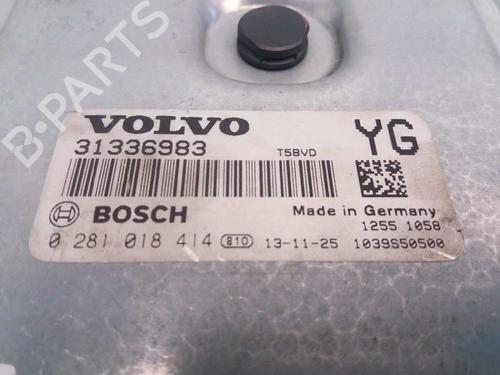 B-PARTS
VOLVO YG
31336983 T5BVD
BOSCH Made in Germany
1255 1058
0 281 018 414 810 13-11-25 1039S50500